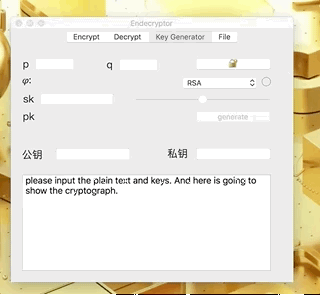 Endecryptor
Encrypt Decrypt Key Generator File
p q
φ: RSA
sk
pk generate
公钥 私钥
please input the plain text and keys. And here is going to
show the cryptograph.